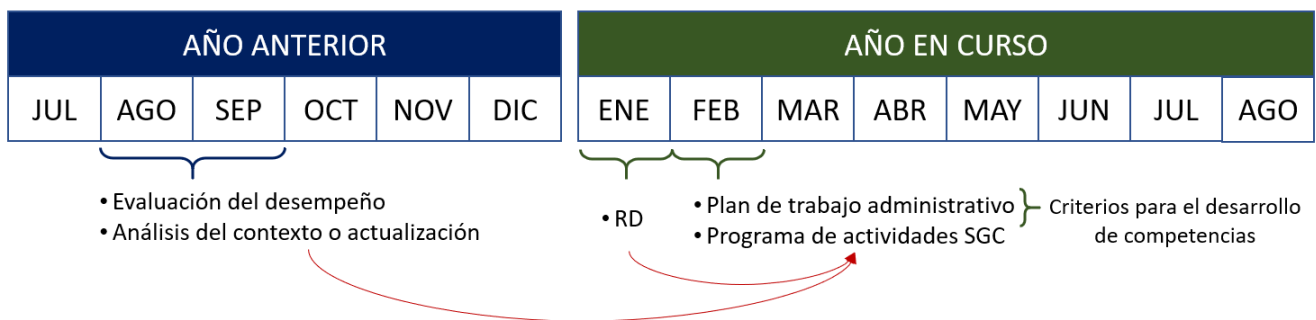 AÑO ANTERIOR
AÑO EN CURSO
JUL AGO SEP OCT NOV DIC
ENE FEB MAR ABR MAY JUN JUL AGO
• Evaluación del desempeño
• Análisis del contexto o actualización
• RD
• Plan de trabajo administrativo
• Programa de actividades SGC
Criterios para el desarrollo
de competencias